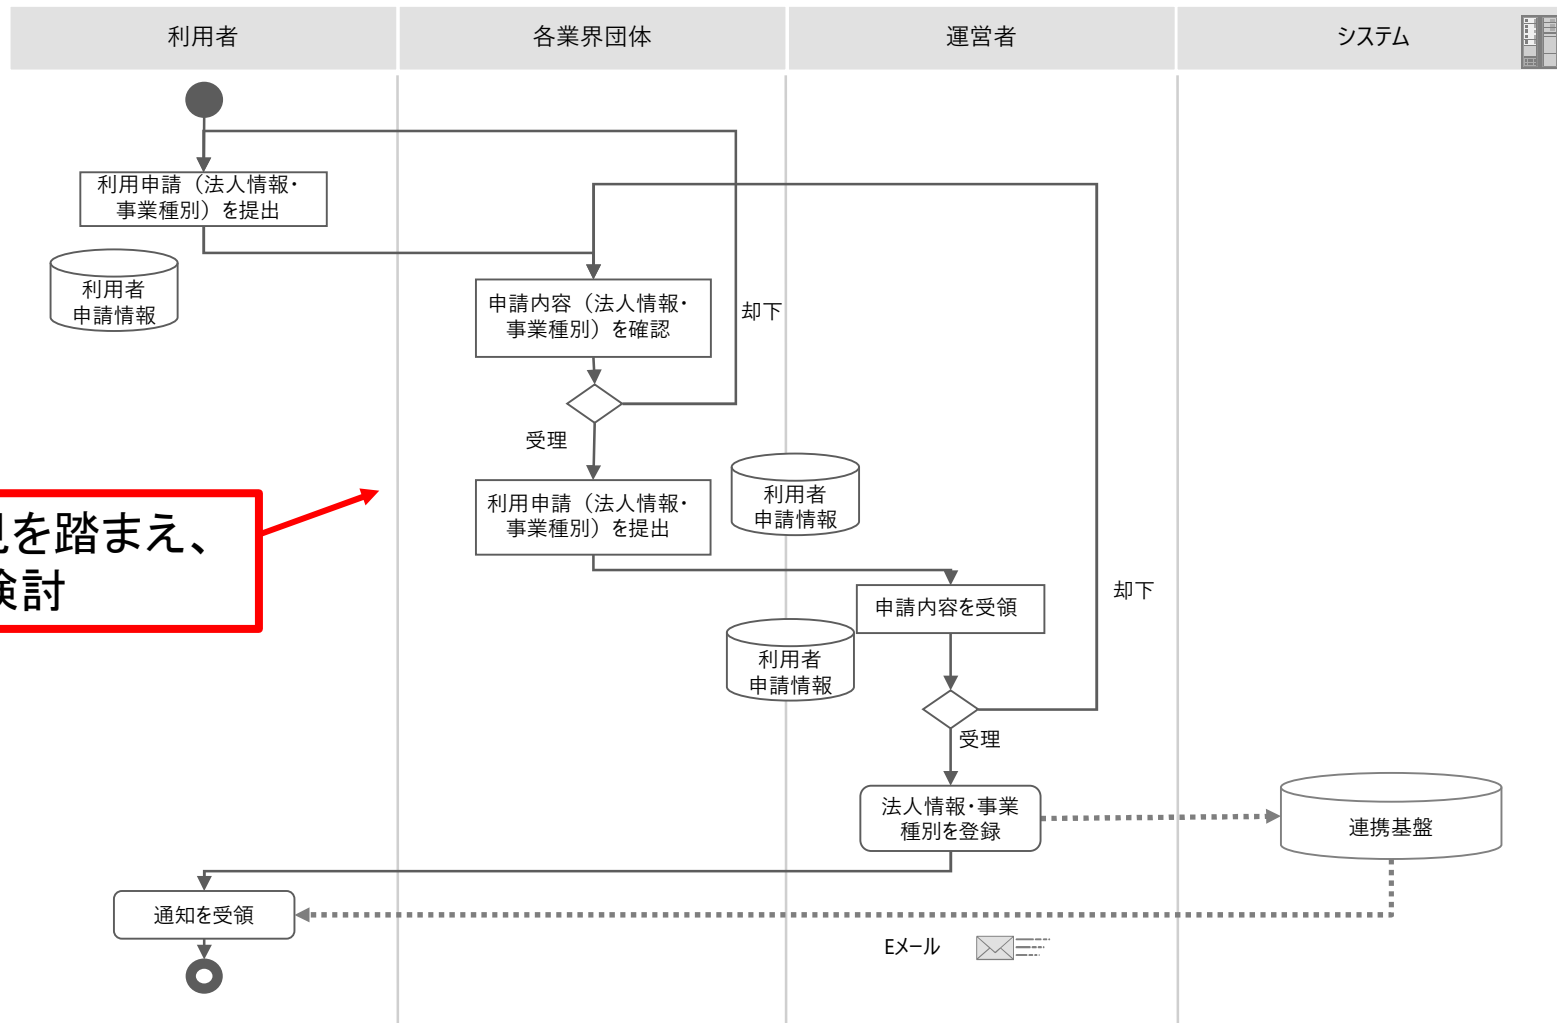 利用者
各業界団体
運営者
システム
利用申請（法人情報・
事業種別）を提出
利用者
申請情報
申請内容（法人情報・
事業種別）を確認
却下
受理
利用申請（法人情報・
事業種別）を提出
利用者
申請情報
を踏まえ、
検討
申請内容を受領
却下
利用者
申請情報
受理
法人情報・事業
種別を登録
連携基盤
通知を受領
Eメール